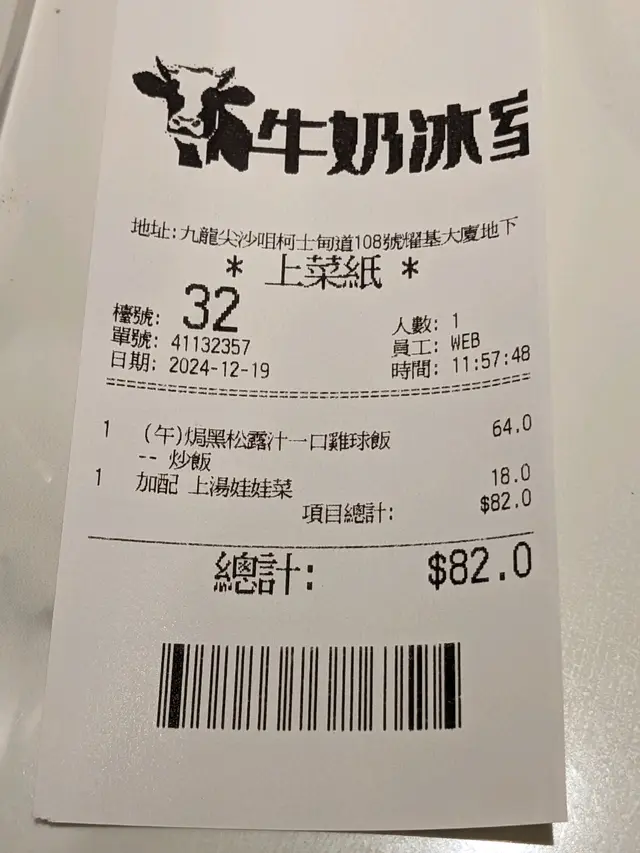 牛奶冰
地址:九龍尖沙咀柯士甸道108號耀基大廈地下
* 上菜紙 *
檯號: 32 人數: 1
單號: 41132357 員工: WEB
日期: 2024-12-19 時間: 11:57:48
1 (午)焗黑松露汁一口雞球飯 64.0
-- 炒飯
1 加配 上湯娃娃菜 18.0
項目總計: $82.0
總計: $82.0